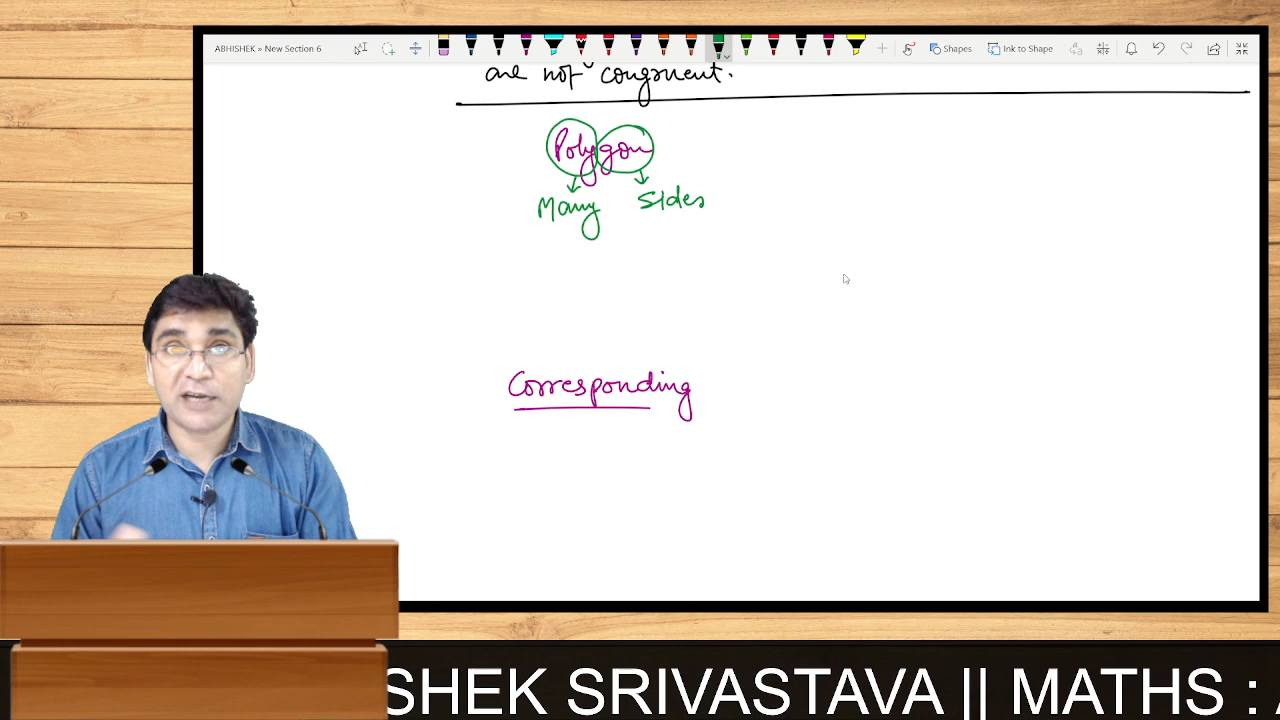 ABHISHEK » New Section 6
Shapes
Ink to Shape
are not congruent.
Polygon
Many Sides
Corresponding
SHEK SRIVASTAVA || MATHS :